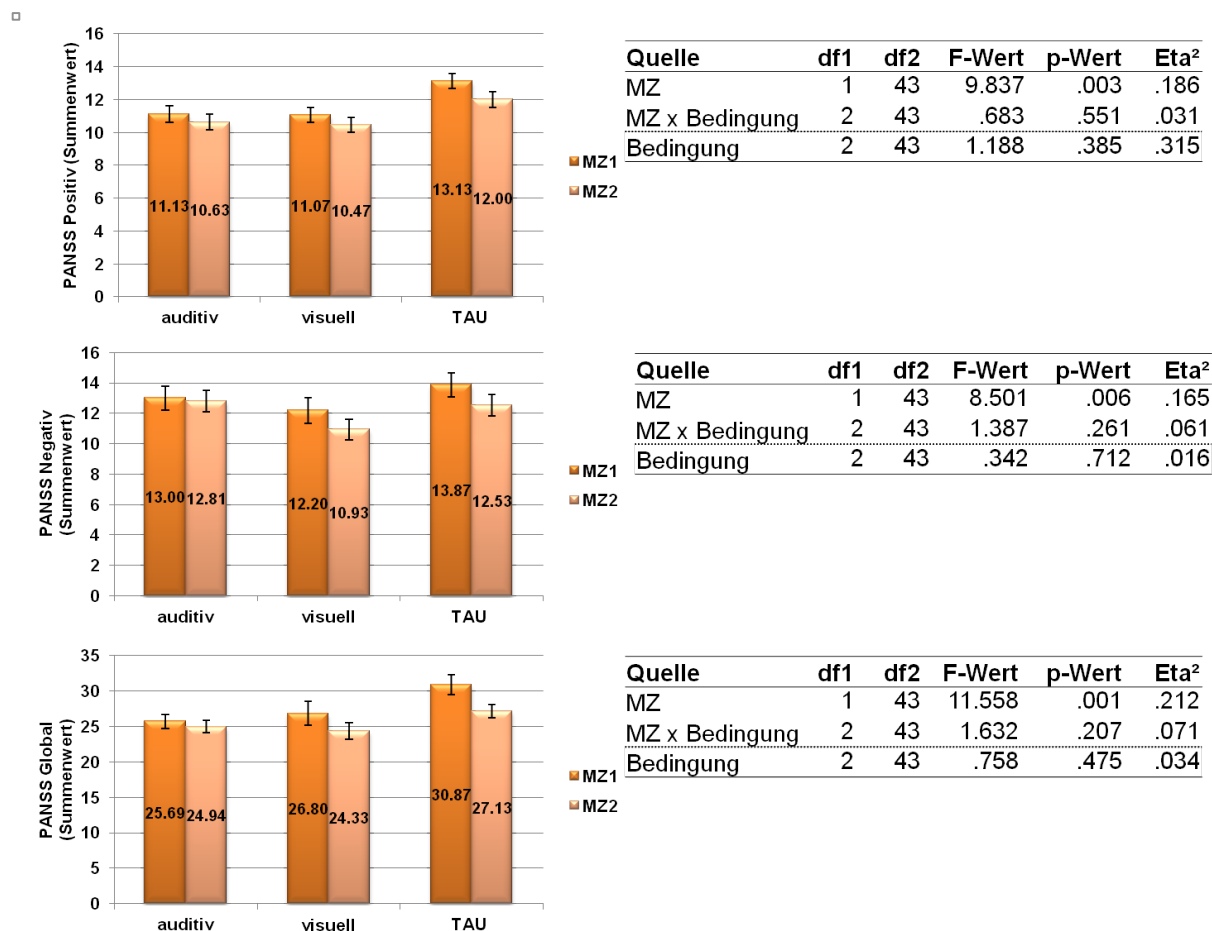 16
14
12
10
8
6
4
2
0
PANSS Positiv (Summenwert)
11.13 10.63 11.07 10.47 13.13 12.00
auditiv visuell TAU
MZ1
MZ2
Quelle df1 df2 F-Wert p-Wert Eta²
MZ 1 43 9.837 .003 .186
MZ x Bedingung 2 43 .683 .551 .031
Bedingung 2 43 1.188 .385 .315
16
14
12
10
8
6
4
2
0
PANSS Negativ
(Summenwert)
13.00 12.81 12.20 10.93 13.87 12.53
auditiv visuell TAU
MZ1
MZ2
Quelle df1 df2 F-Wert p-Wert Eta²
MZ 1 43 8.501 .006 .165
MZ x Bedingung 2 43 1.387 .261 .061
Bedingung 2 43 .342 .712 .016
35
30
25
20
15
10
5
0
PANSS Global
(Summenwert)
25.69 24.94 26.80 24.33 30.87 27.13
auditiv visuell TAU
MZ1
MZ2
Quelle df1 df2 F-Wert p-Wert Eta²
MZ 1 43 11.558 .001 .212
MZ x Bedingung 2 43 1.632 .207 .071
Bedingung 2 43 .758 .475 .034